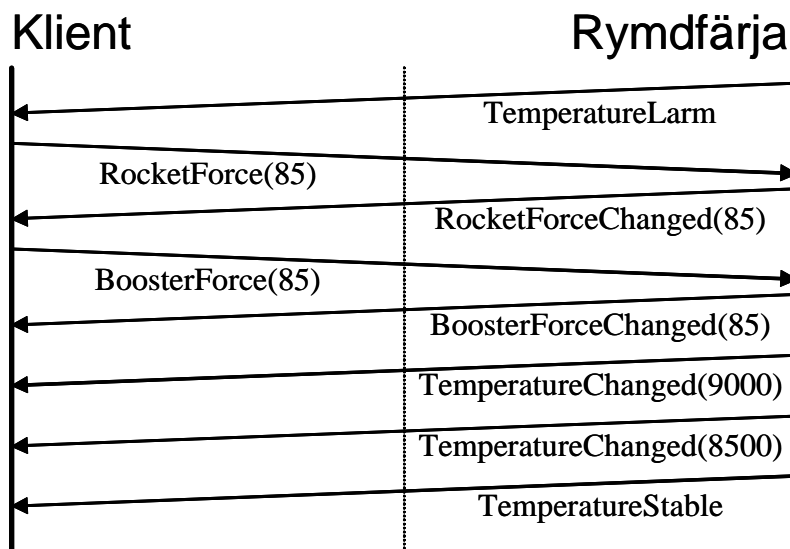 Klient
Rymdfärja
TemperatureLarm
RocketForce(85)
RocketForceChanged(85)
BoosterForce(85)
BoosterForceChanged(85)
TemperatureChanged(9000)
TemperatureChanged(8500)
TemperatureStable